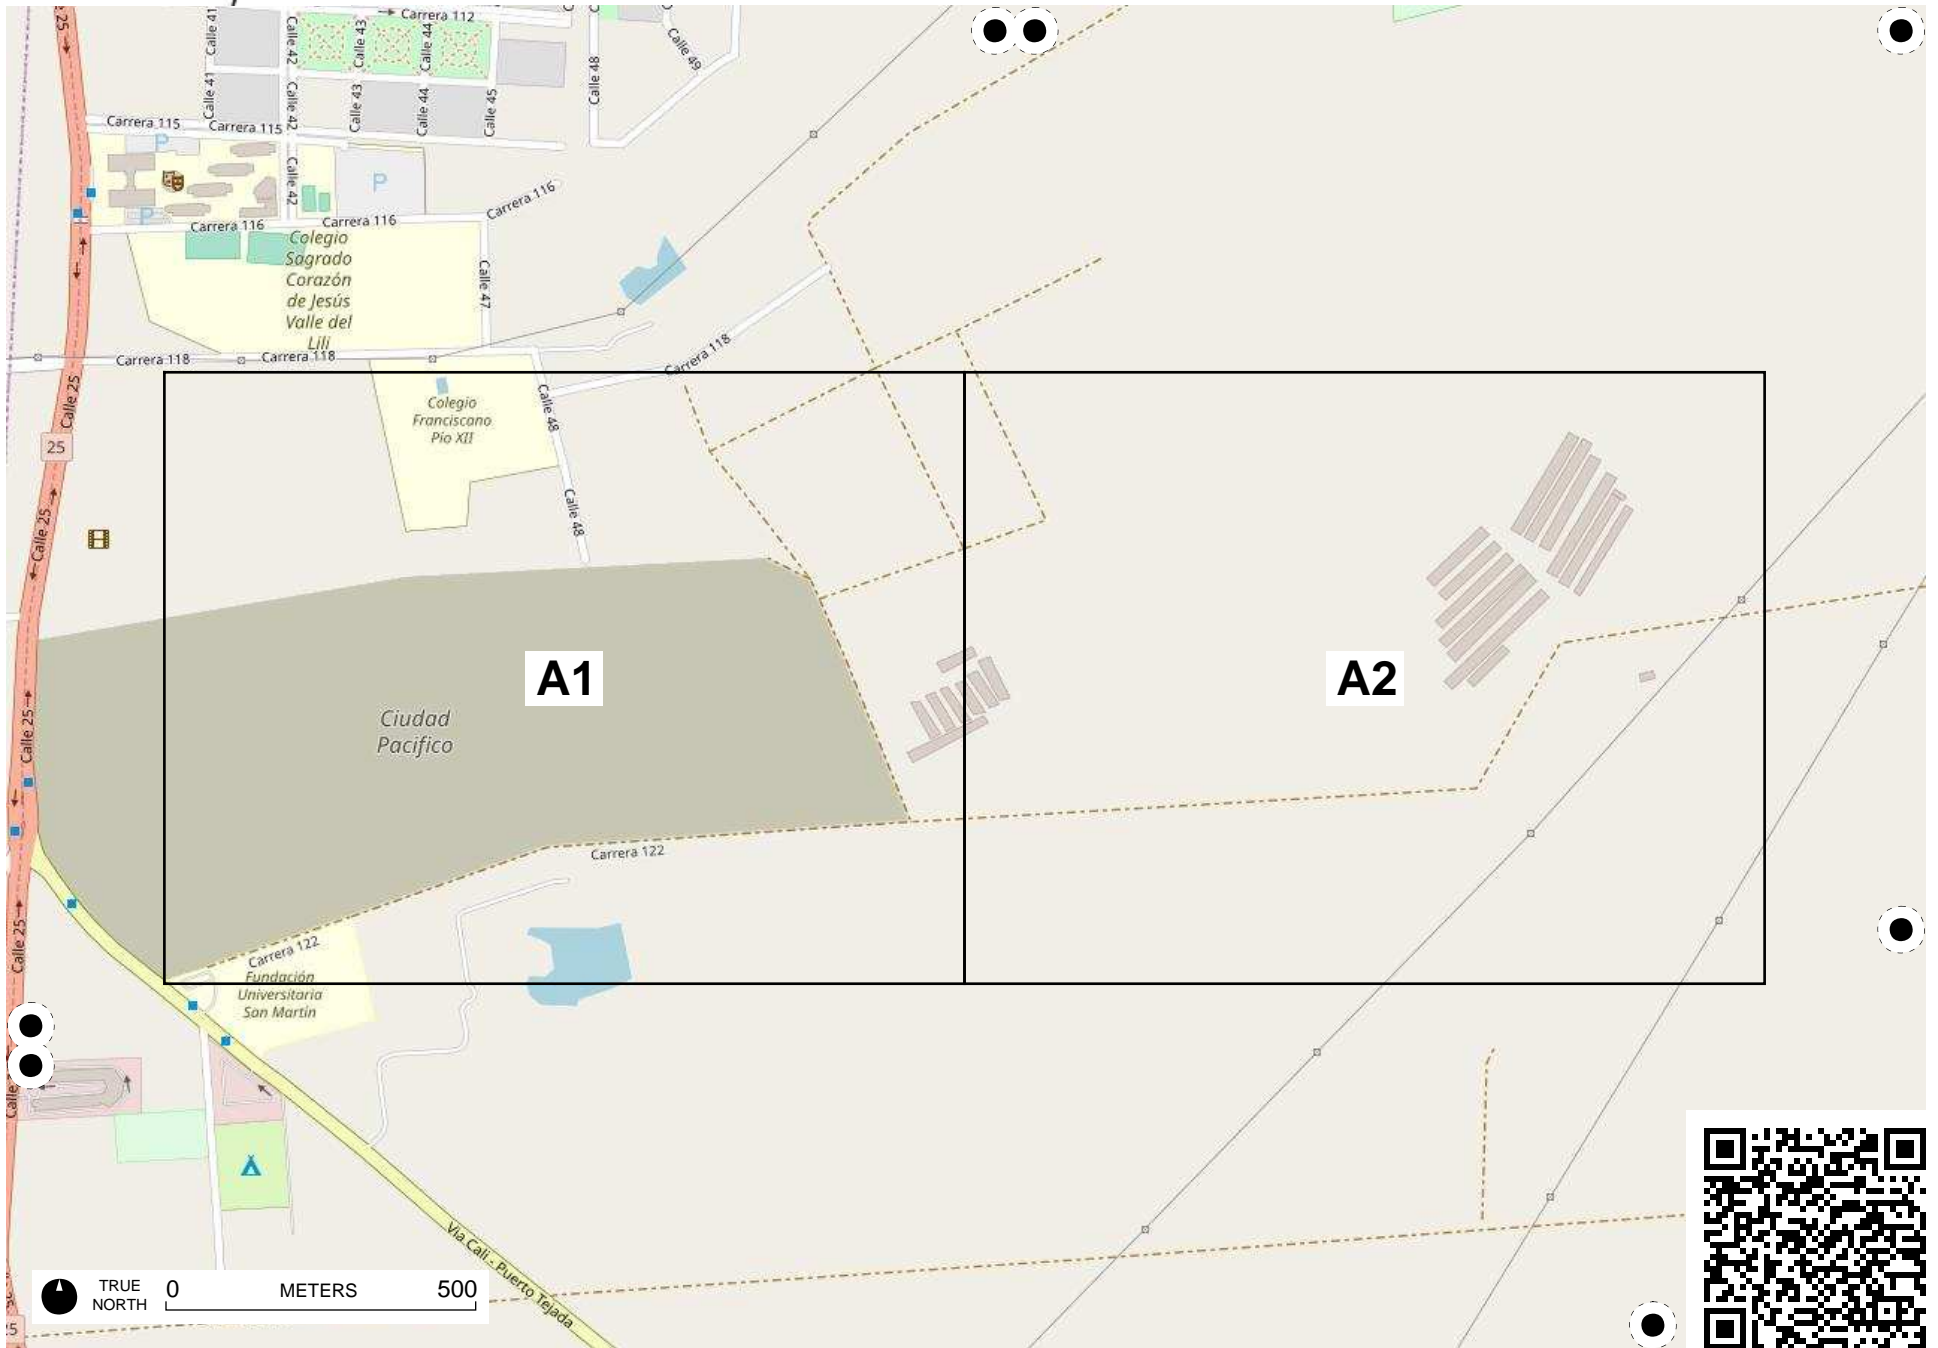 25
Calle 41
Calle 42
Calle 43
Carrera 112
Calle 44
Calle 48
Calle 49
Calle 41
Calle 42
Calle 43
Calle 44
Calle 45
Carrera 115
Carrera 115
P
P
P
Calle 42
Carrera 116
Carrera 116
Carrera 116
Colegio
Sagrado
Corazón
de Jesús
Valle del
Lili
Calle 47
Carrera 118
Carrera 118
Carrera 118
Calle 25
Colegio
Franciscano
Pio XII
Calle 48
25
Calle 48
Calle 25
A1
A2
Calle 25
Ciudad
Pacifico
Carrera 122
Calle 25
Carrera 122
Fundación
Universitaria
San Martín
Calle
Via Cali - Puerto Tejada
TRUE
NORTH
0
METERS
500
25